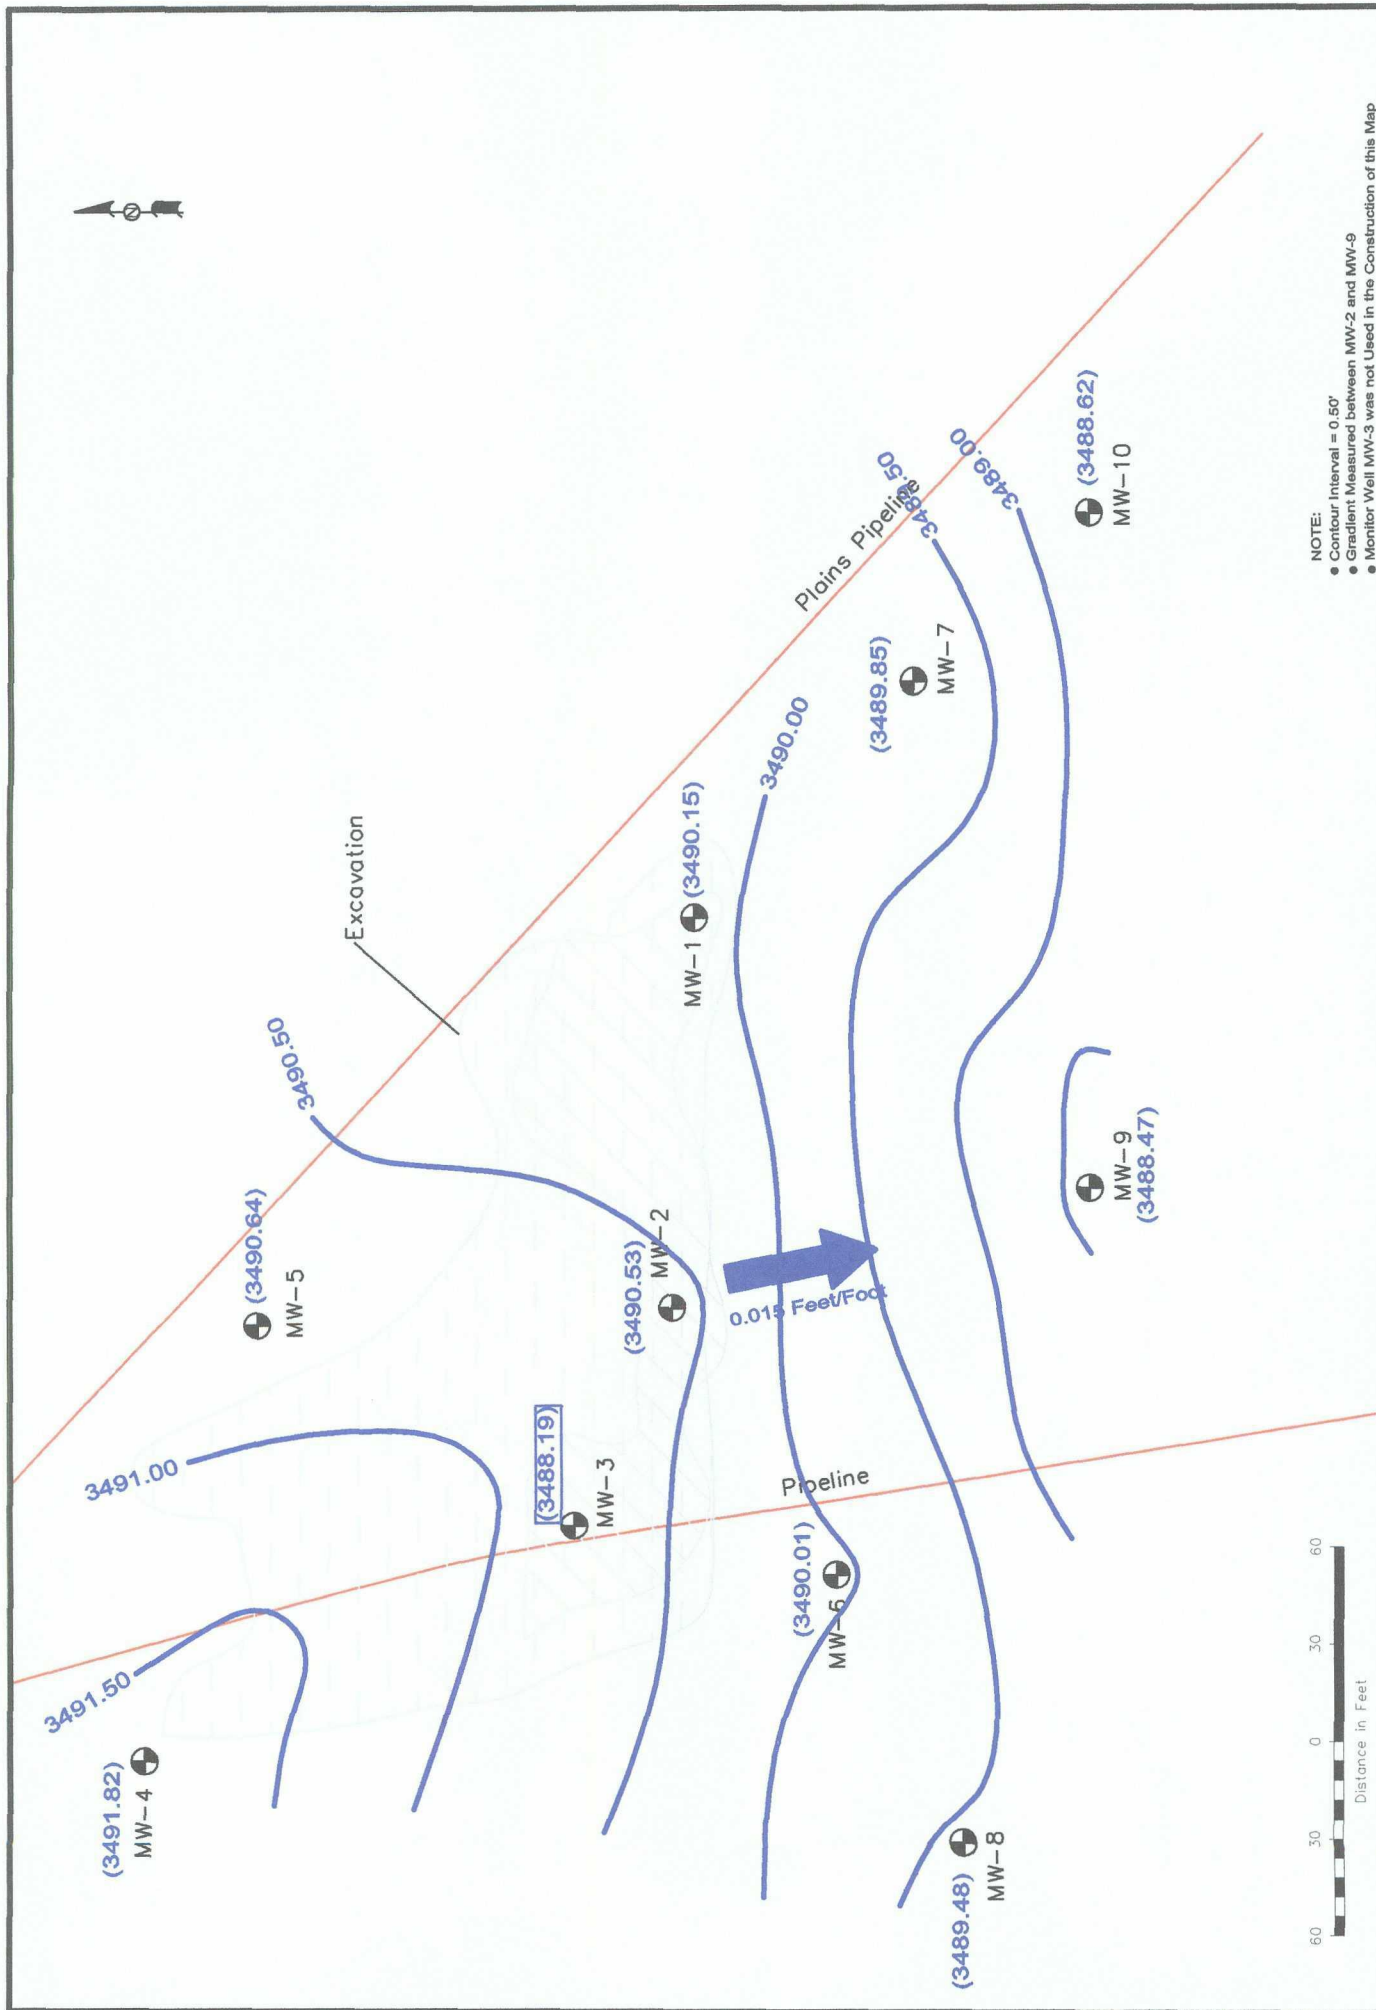 N
Excavation
3490.50
(3490.64)
MW-5
3491.00
3491.50
(3491.82)
MW-4
(3488.19)
MW-3
(3490.53)
MW-2
MW-1
(3490.15)
3490.00
Plains Pipeline
3489.50
3489.00
(3489.85)
MW-7
(3488.62)
MW-10
0.015 Feet/Foot
Pipeline
(3490.01)
MW-6
(3489.48)
MW-8
MW-9
(3488.47)
60 30 0 30 60
Distance in Feet
NOTE:
• Contour Interval = 0.50'
• Gradient Measured between MW-2 and MW-9
• Monitor Well MW-3 was not Used in the Construction of this Map